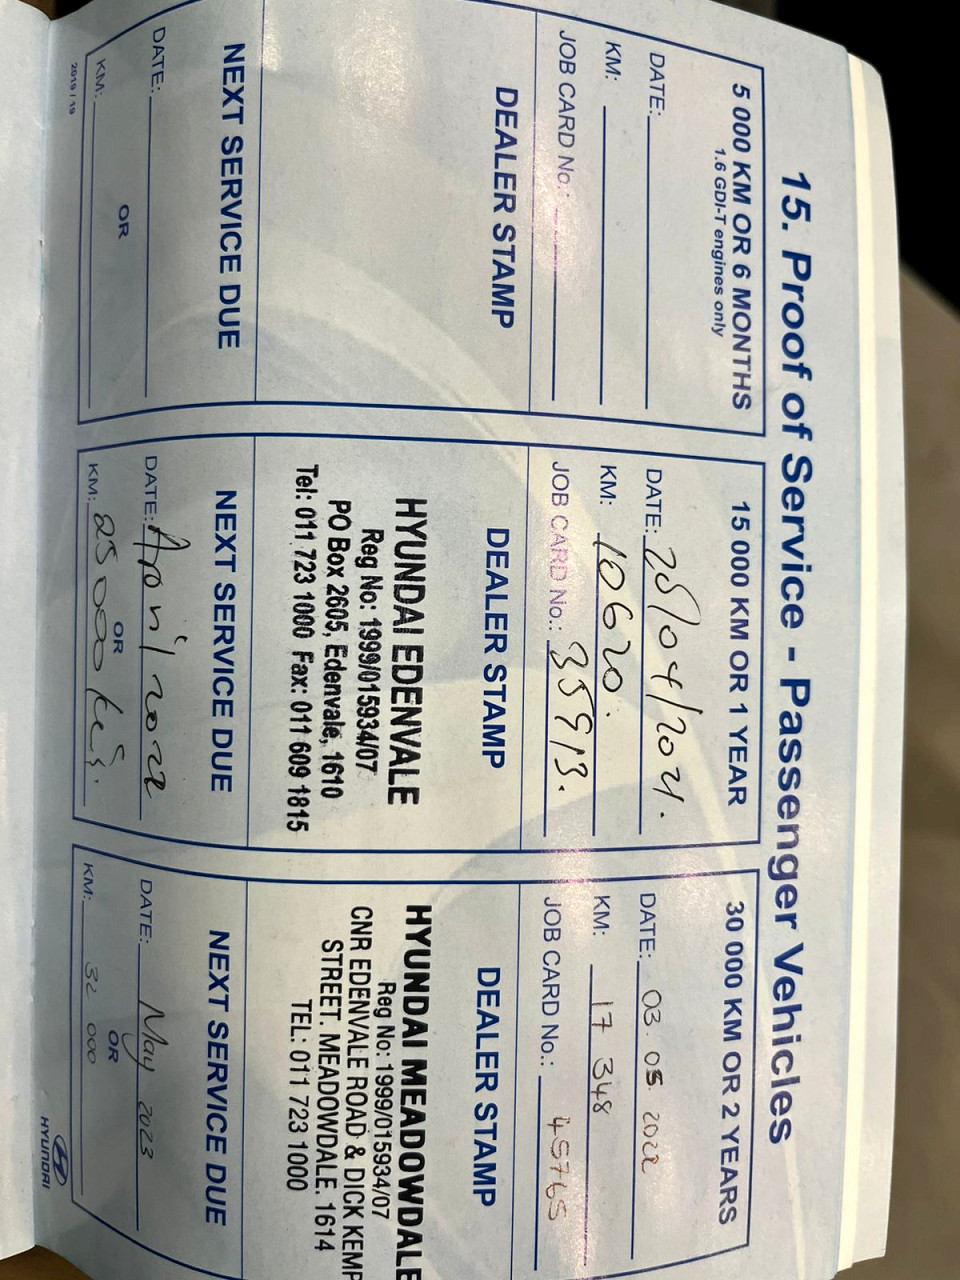 15. Proof of Service - Passenger Vehicles
5 000 KM OR 6 MONTHS
1.6 GDI-T engines only
DATE:
KM:
JOB CARD No.:
DEALER STAMP
NEXT SERVICE DUE
DATE:
OR
KM:
2019 / 19
15 000 KM OR 1 YEAR
DATE: 28/04/2021.
KM: 10620.
JOB CARD No.: 35913.
DEALER STAMP
HYUNDAI EDENVALE
Reg No: 1999/015934/07
PO Box 2605, Edenvale, 1610
Tel: 011 723 1000 Fax: 011 609 1815
NEXT SERVICE DUE
DATE: April 2022
OR
KM: 25000
30 000 KM OR 2 YEARS
DATE: 03. 05. 2022
KM: 17 348
JOB CARD No.: 45765
DEALER STAMP
HYUNDAI MEADOWDALE
Reg No: 1999/015934/07
CNR EDENVALE ROAD & DICK KEMP
STREET. MEADOWDALE. 1614
TEL: 011 723 1000
NEXT SERVICE DUE
DATE: May 2023
OR
KM: 32 000
HYUNDAI